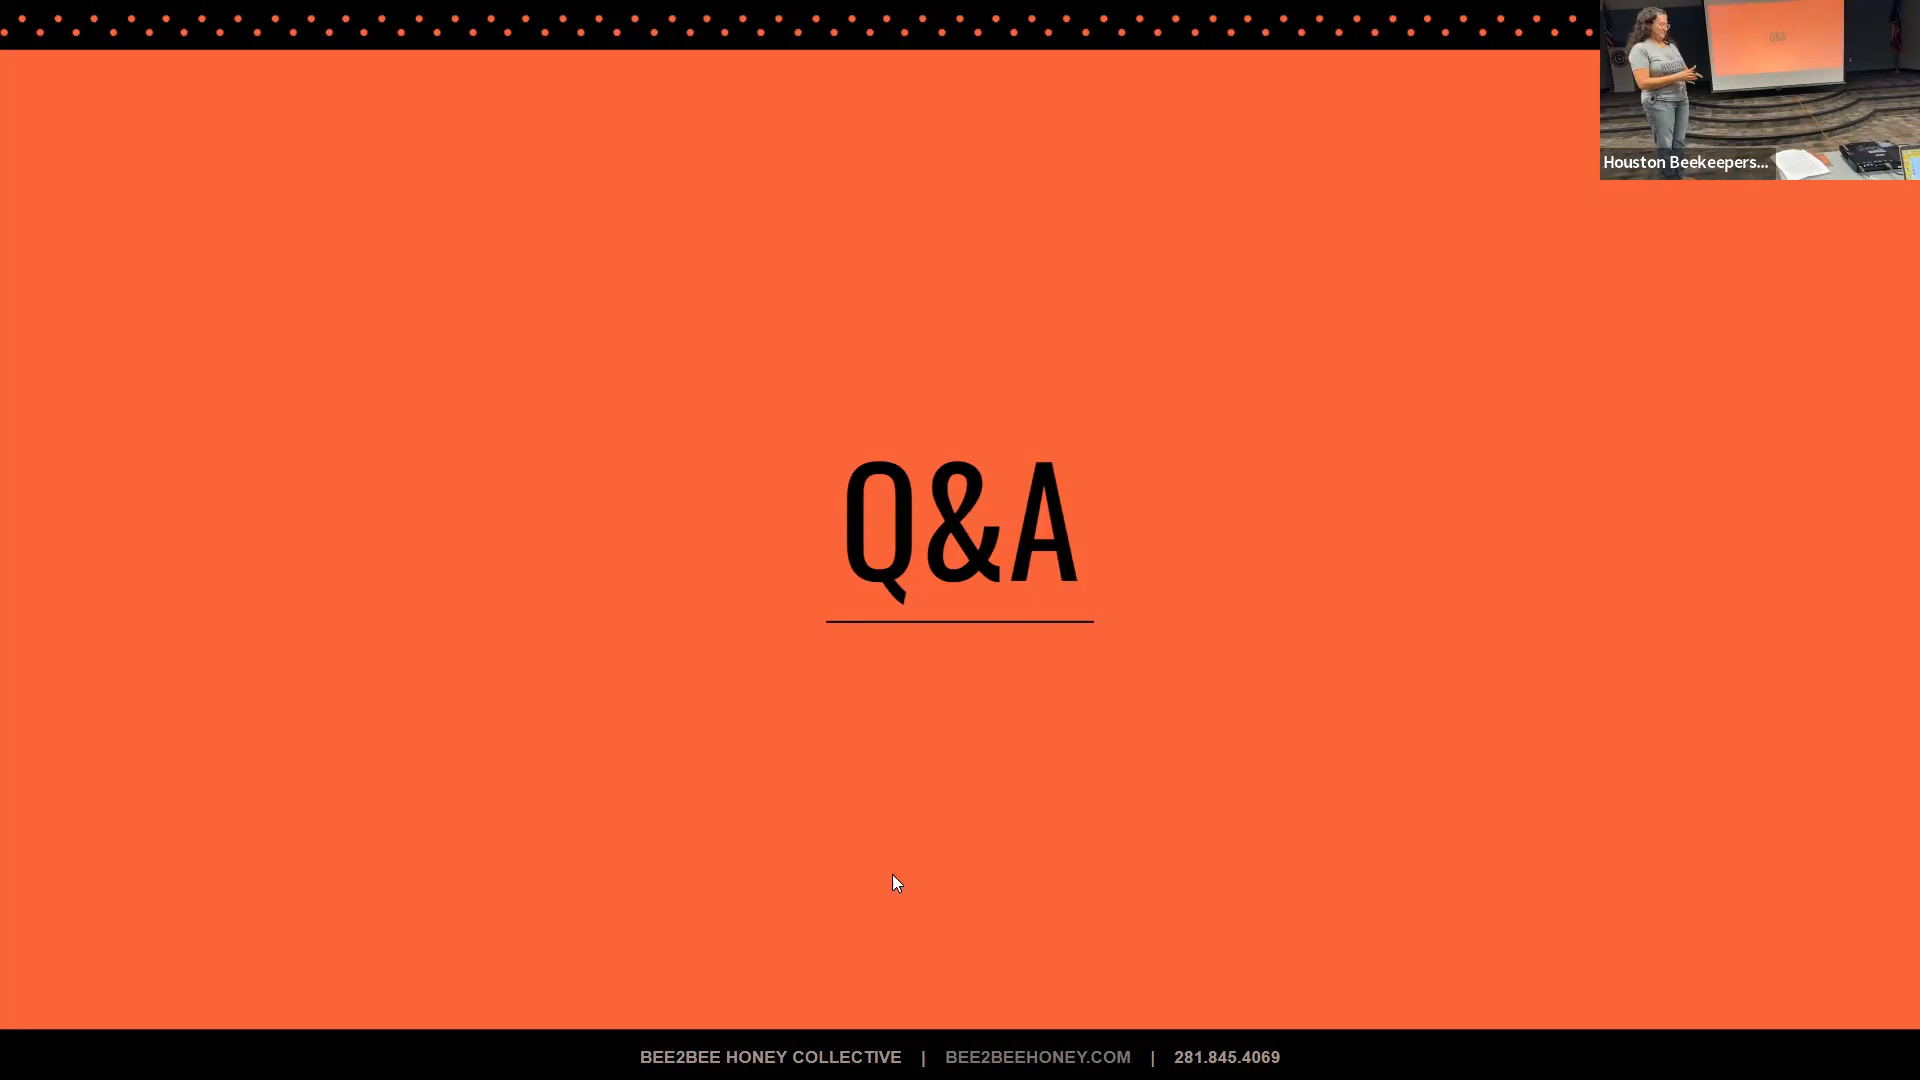 Q&A
Houston Beekeepers...
Q&A
BEE2BEE HONEY COLLECTIVE | BEE2BEEHONEY.COM | 281.845.4069